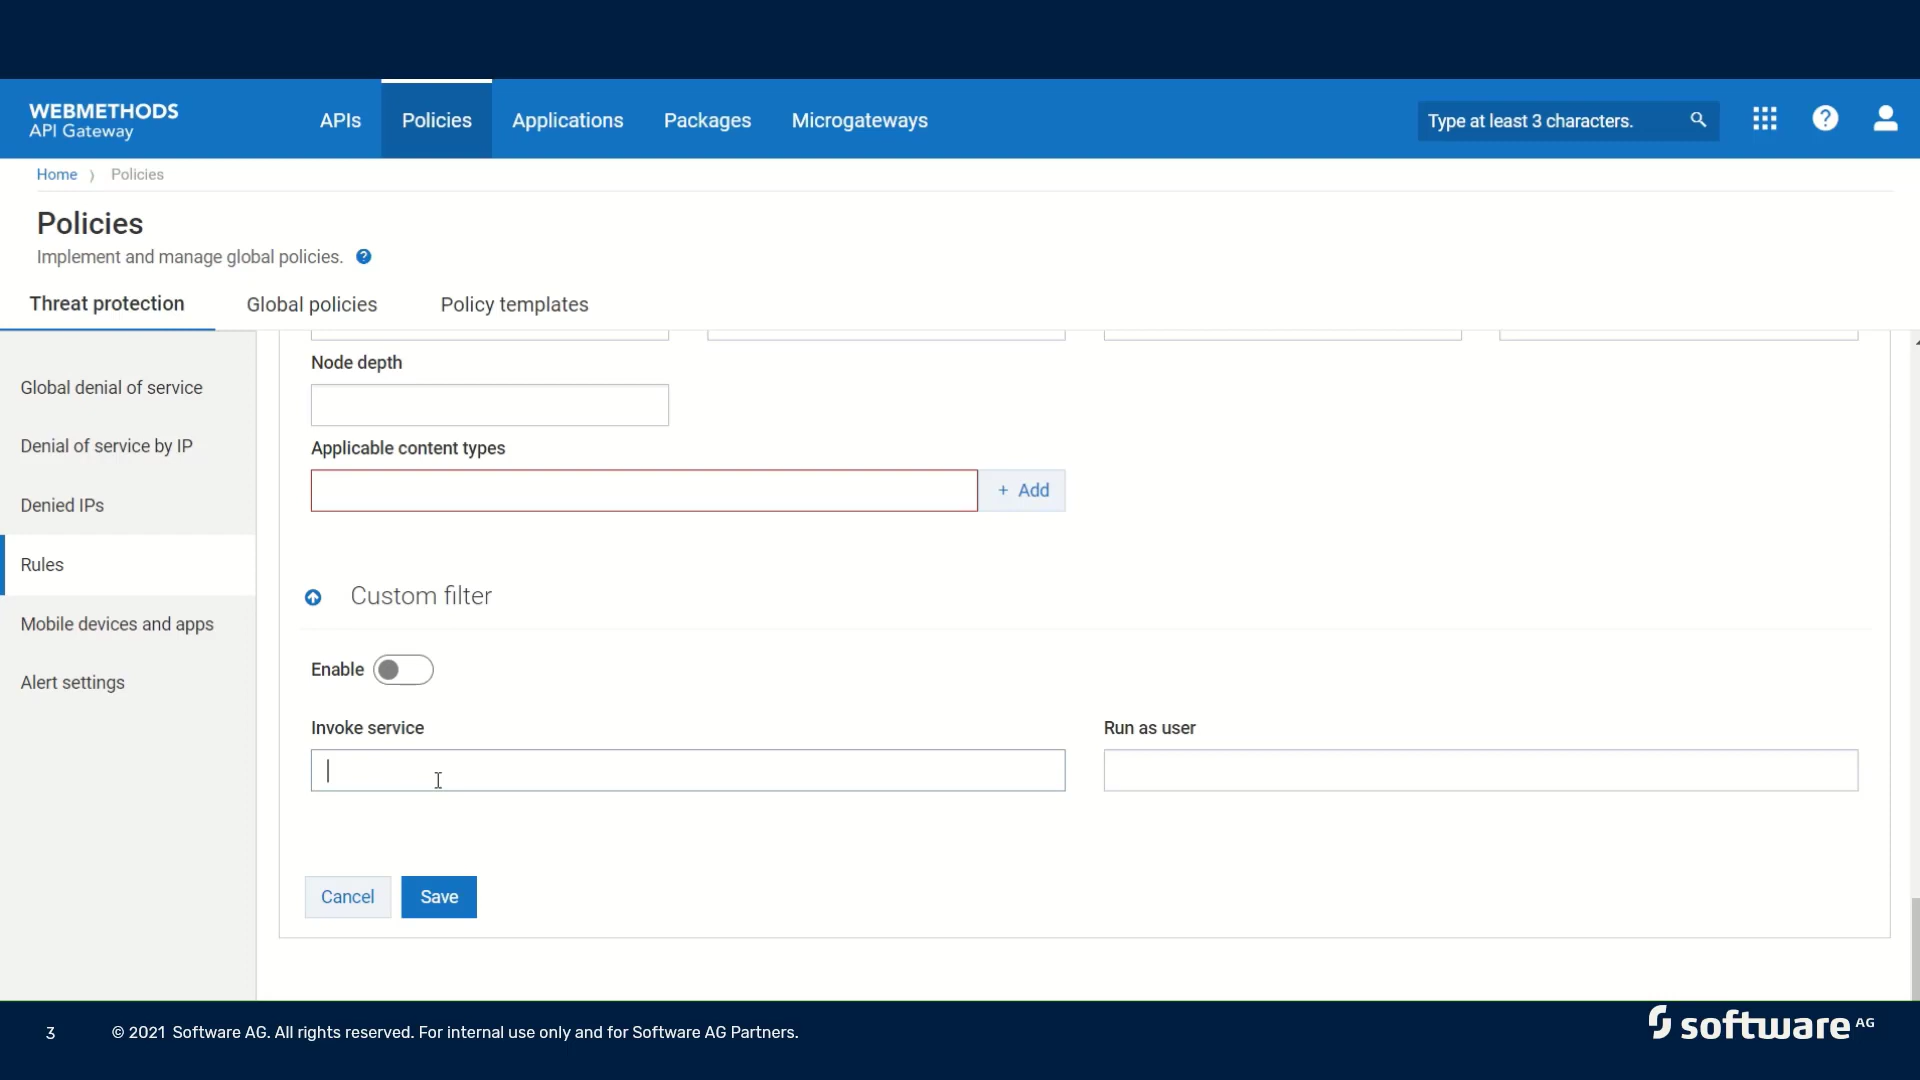 WEBMETHODS
API Gateway
APIs
Policies
Applications
Packages
Microgateways
Type at least 3 characters.
Home
Policies
Policies
Implement and manage global policies.
Threat protection
Global policies
Policy templates
Global denial of service
Denial of service by IP
Denied IPs
Rules
Mobile devices and apps
Alert settings
Node depth
Applicable content types
+ Add
Custom filter
Enable
Invoke service
Run as user
Cancel
Save
3
© 2021 Software AG. All rights reserved. For internal use only and for Software AG Partners.
software AG